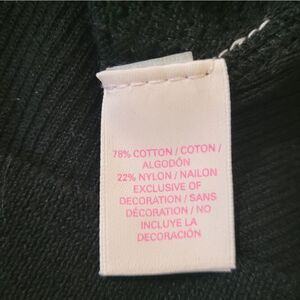 78% COTTON / COTON /
ALGODÓN
22% NYLON / NAILON
EXCLUSIVE OF
DECORATION / SANS
DÉCORATION / NO
INCLUYE LA
DECORACIÓN